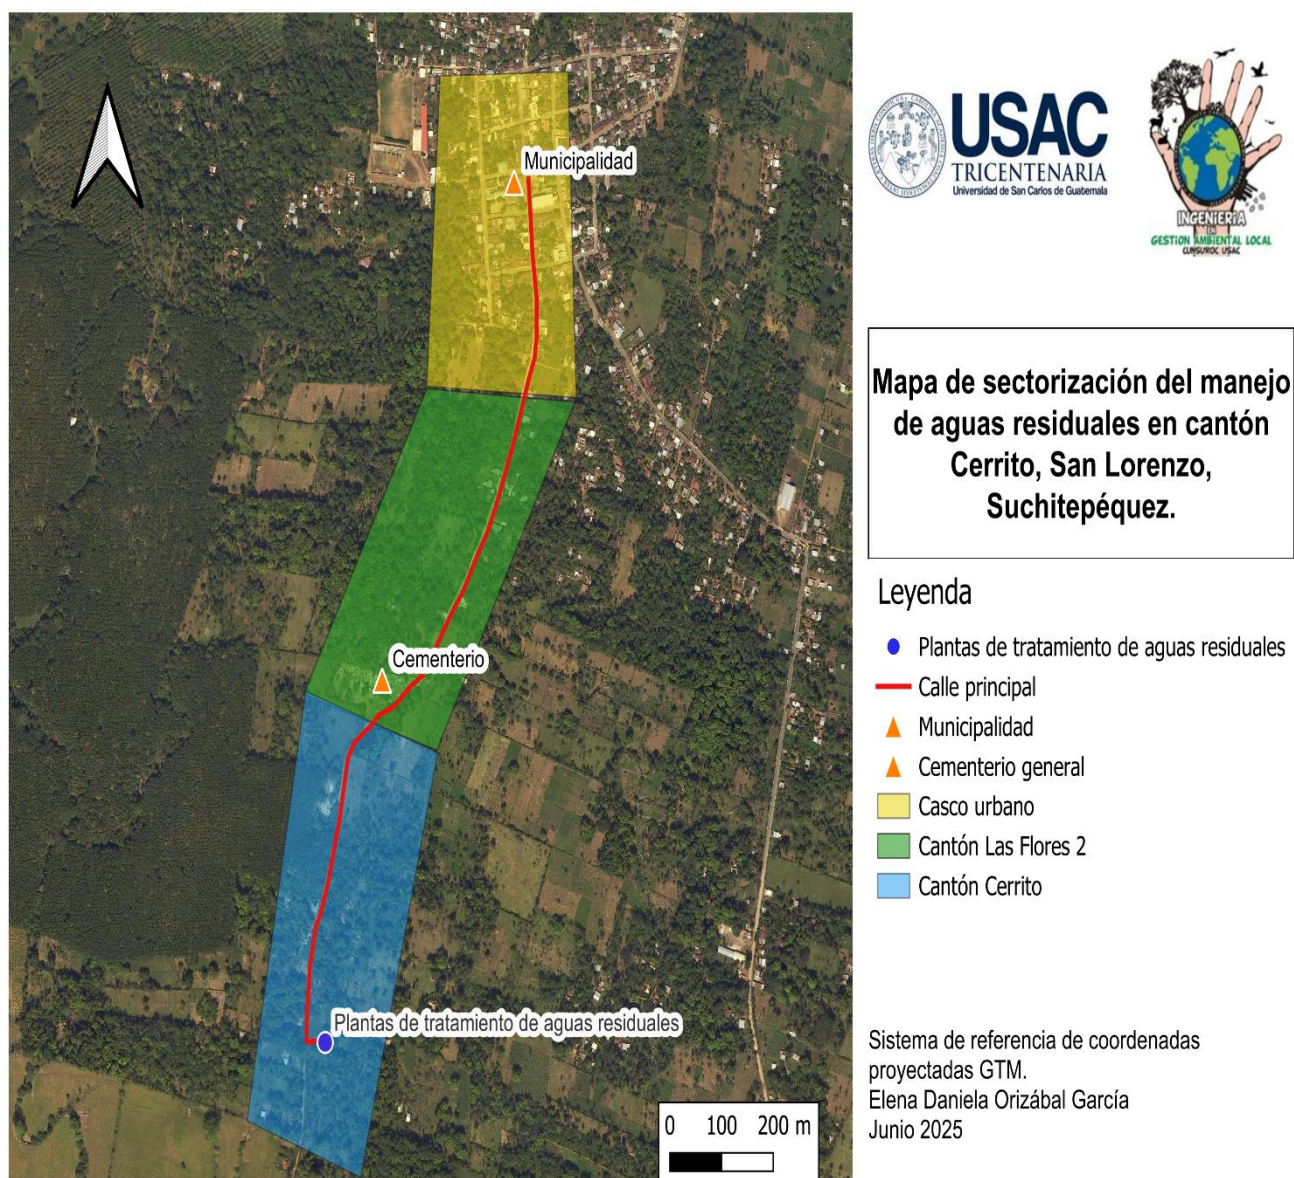 Municipalidad
Cementerio
Plantas de tratamiento de aguas residuales
0 100 200 m
USAC
TRICENTENARIA
Universidad de San Carlos de Guatemala
INGENIERIA
EN
GESTION AMBIENTAL LOCAL
CUNSUROC USAC
Mapa de sectorización del manejo
de aguas residuales en cantón
Cerrito, San Lorenzo,
Suchitepéquez.
Leyenda
Plantas de tratamiento de aguas residuales
Calle principal
Municipalidad
Cementerio general
Casco urbano
Cantón Las Flores 2
Cantón Cerrito
Sistema de referencia de coordenadas
proyectadas GTM.
Elena Daniela Orizábal García
Junio 2025